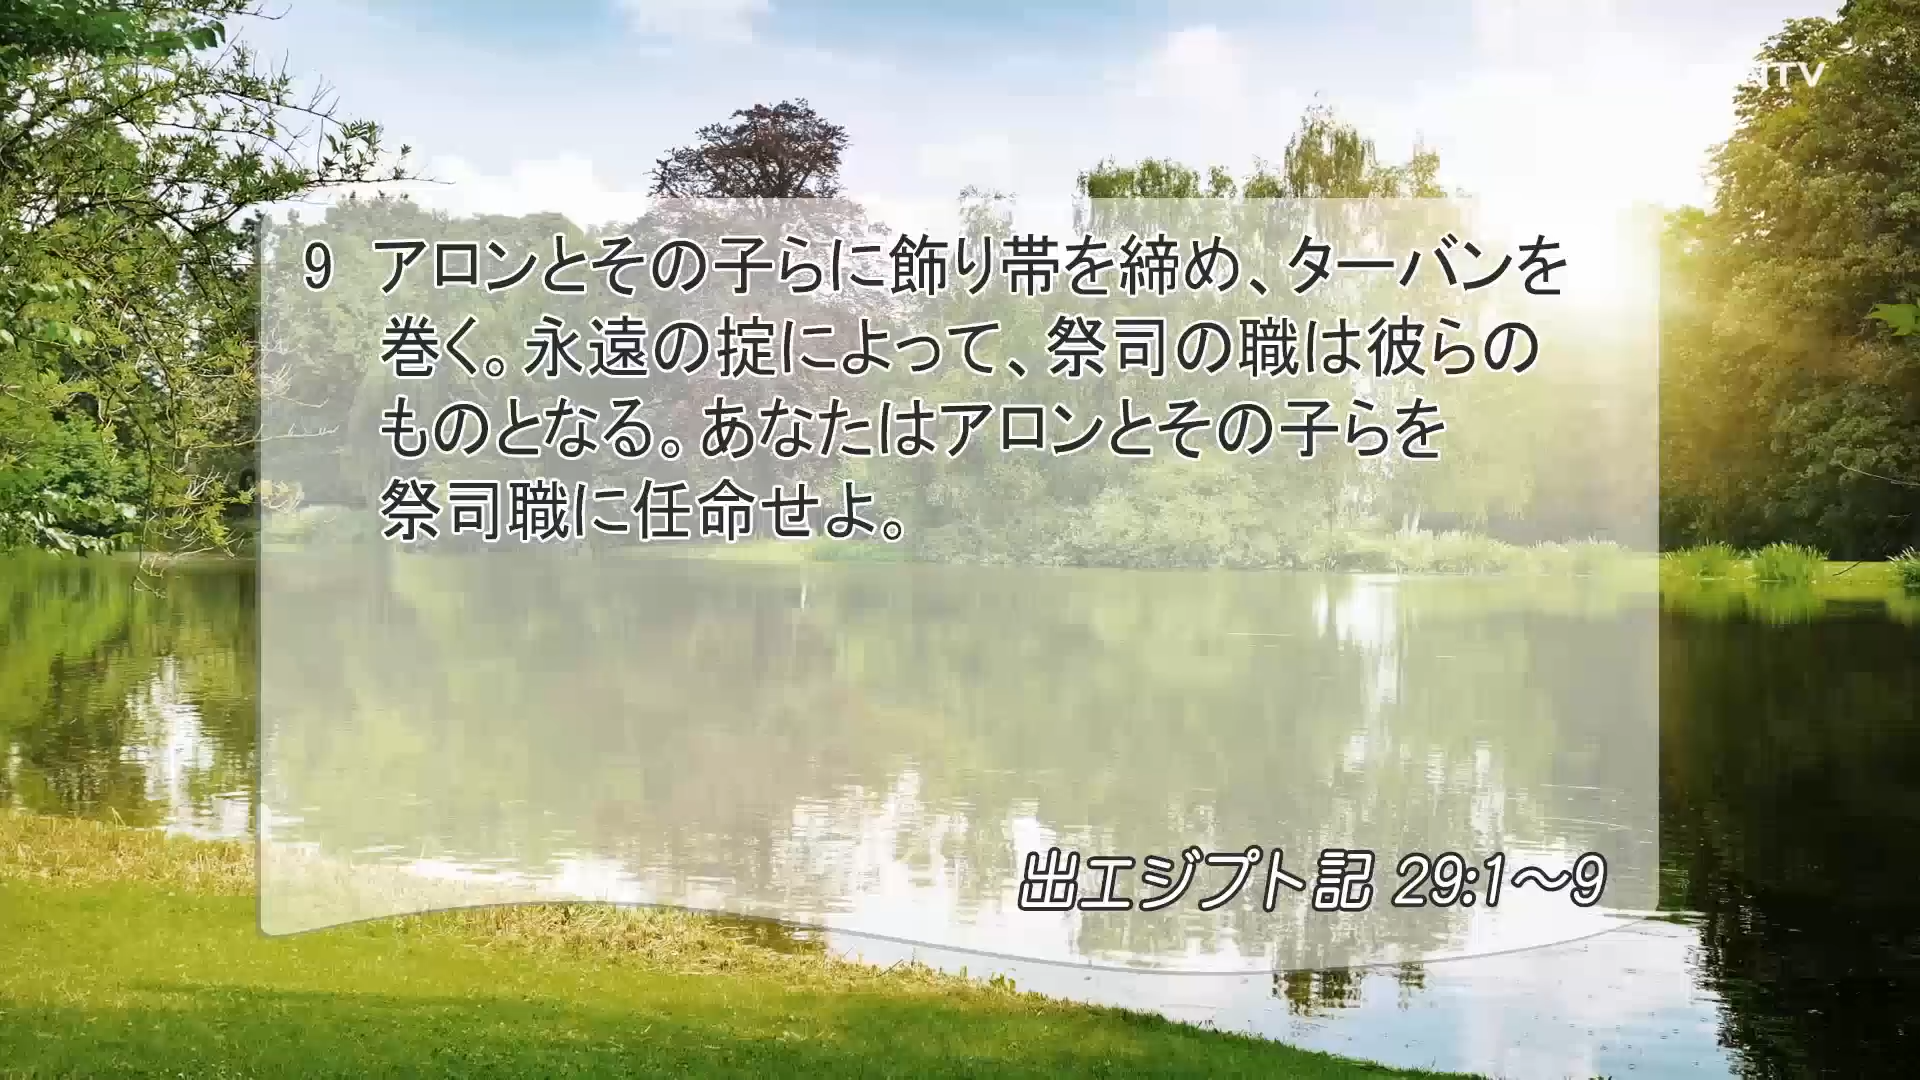 9 アロンとその子らに飾り帯を締め、ターバンを
巻く。永遠の掟によって、祭司の職は彼らの
ものとなる。あなたはアロンとその子らを
祭司職に任命せよ。
出エジプト記 29:1〜9